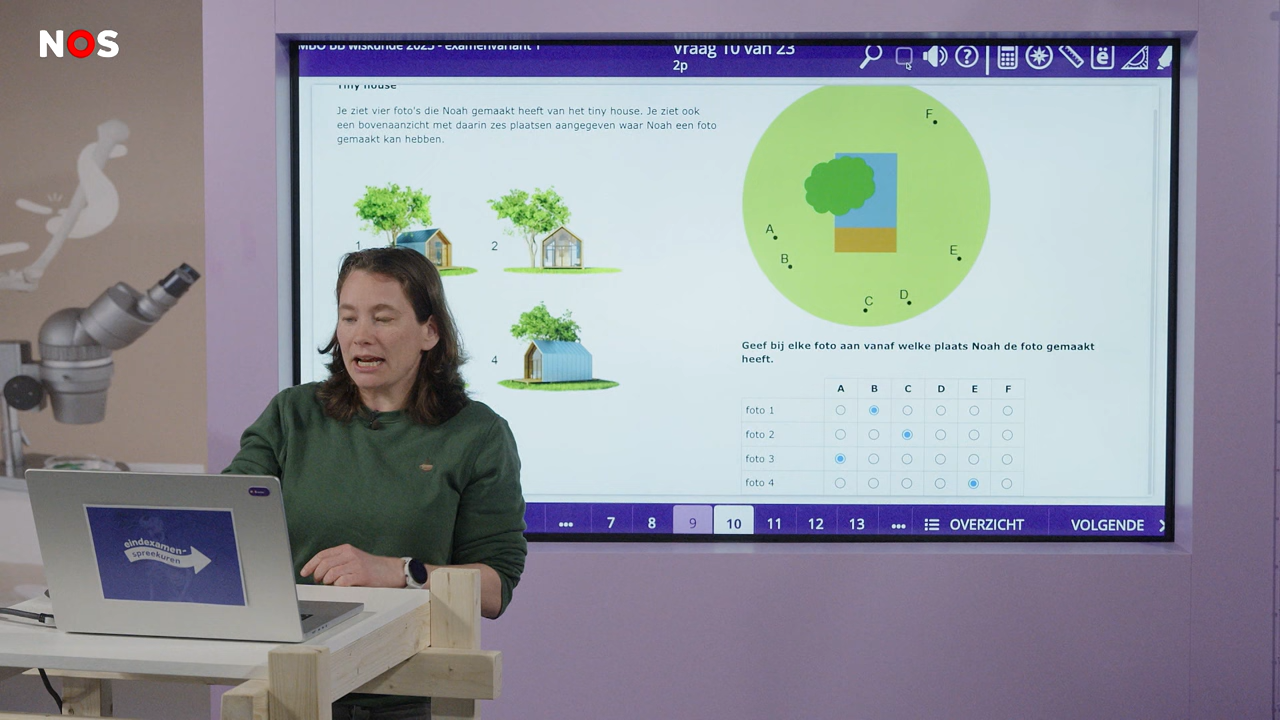 NOS
VMBO BB wiskunde 2023 - examenvariant 1
Vraag 10 van 23
2p
Tiny house
Je ziet vier foto's die Noah gemaakt heeft van het tiny house. Je ziet ook
een bovenaanzicht met daarin zes plaatsen aangegeven waar Noah een foto
gemaakt kan hebben.
1
2
4
F
A
B
E
C
D
Geef bij elke foto aan vanaf welke plaats Noah de foto gemaakt
heeft.
A B C D E F
foto 1
foto 2
foto 3
foto 4
... 7 8 9 10 11 12 13 ... OVERZICHT VOLGENDE
eindexamen-
spreekuren